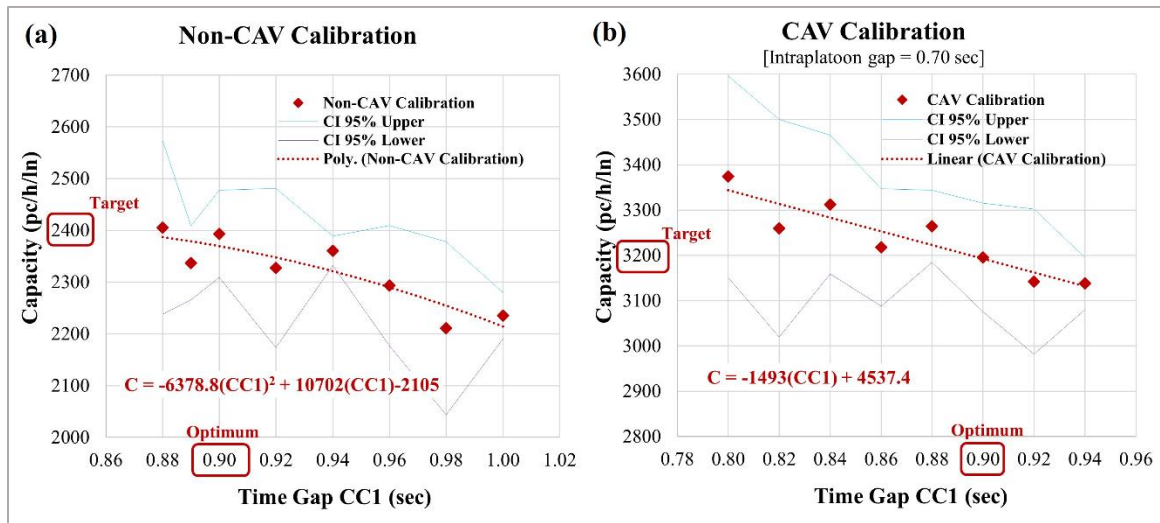 (a)
Non-CAV Calibration
2700
2600
2500
2400
2300
2200
2100
2000
Capacity (pc/h/ln)
Target
Non-CAV Calibration
CI 95% Upper
CI 95% Lower
Poly. (Non-CAV Calibration)
C = -6378.8(CC1)² + 10702(CC1)-2105
Optimum
0.86 0.88 0.90 0.92 0.94 0.96 0.98 1.00 1.02
Time Gap CC1 (sec)
(b)
CAV Calibration
[Intraplatoon gap = 0.70 sec]
3600
3500
3400
3300
3200
3100
3000
2900
2800
Capacity (pc/h/ln)
Target
CAV Calibration
CI 95% Upper
CI 95% Lower
Linear (CAV Calibration)
C = -1493(CC1) + 4537.4
Optimum
0.78 0.80 0.82 0.84 0.86 0.88 0.90 0.92 0.94 0.96
Time Gap CC1 (sec)